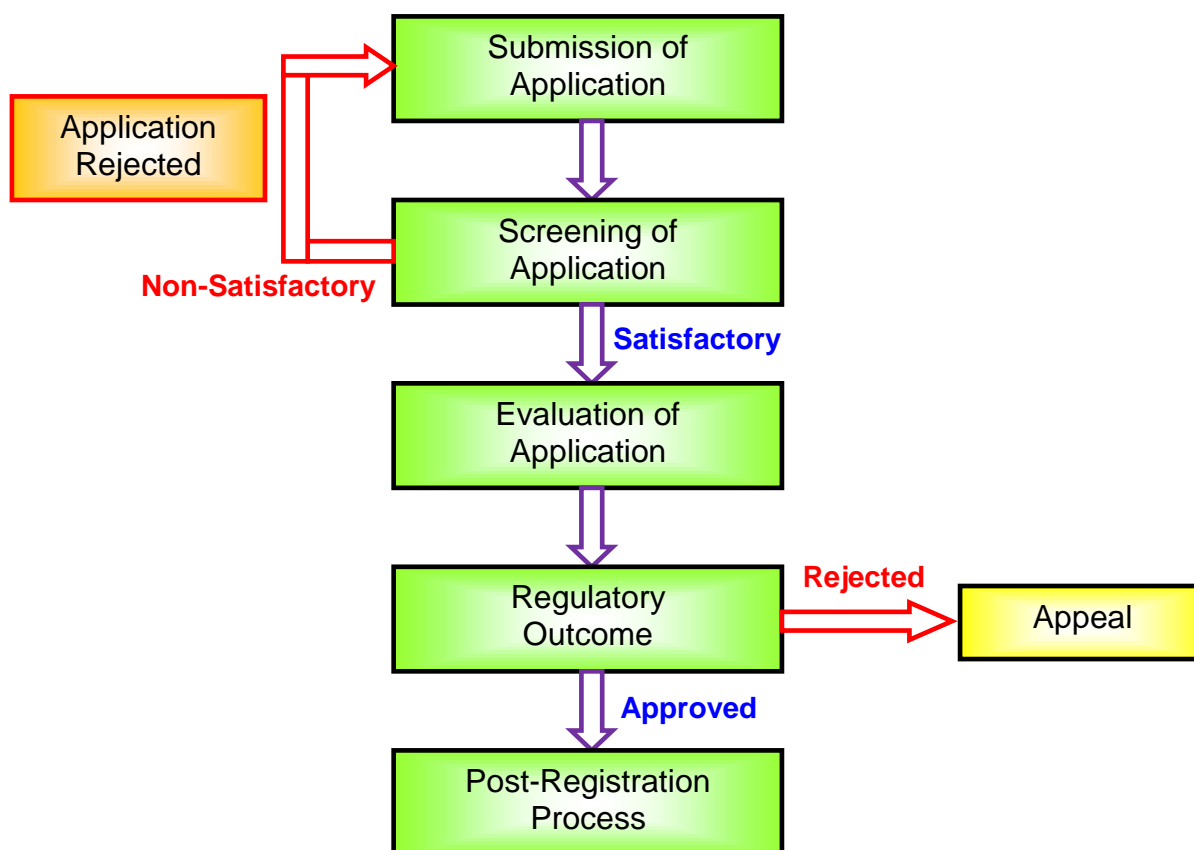 Submission of
Application
Application
Rejected
Screening of
Application
Non-Satisfactory
Satisfactory
Evaluation of
Application
Rejected
Regulatory
Outcome
Appeal
Approved
Post-Registration
Process